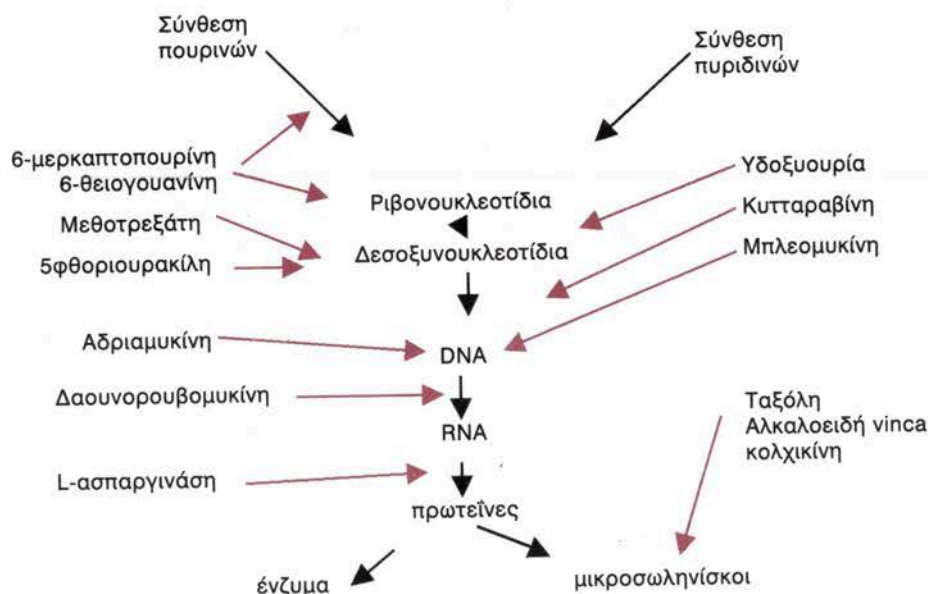 Σύνθεση
πουρινών
Σύνθεση
πυριδινών
6-μερκαπτοπουρίνη
6-θειογουανίνη
Μεθοτρεξάτη
5φθοριουρακίλη
Ριβονουκλεοτίδια
Δεσοξυνουκλεοτίδια
Υδοξυουρία
Κυτταραβίνη
Μπλεομυκίνη
Αδριαμυκίνη
DNA
Δαουνορουβομυκίνη
RNA
Ταξόλη
Αλκαλοειδή vinca
κολχικίνη
L-ασπαργινάση
πρωτεΐνες
ένζυμα
μικροσωληνίσκοι